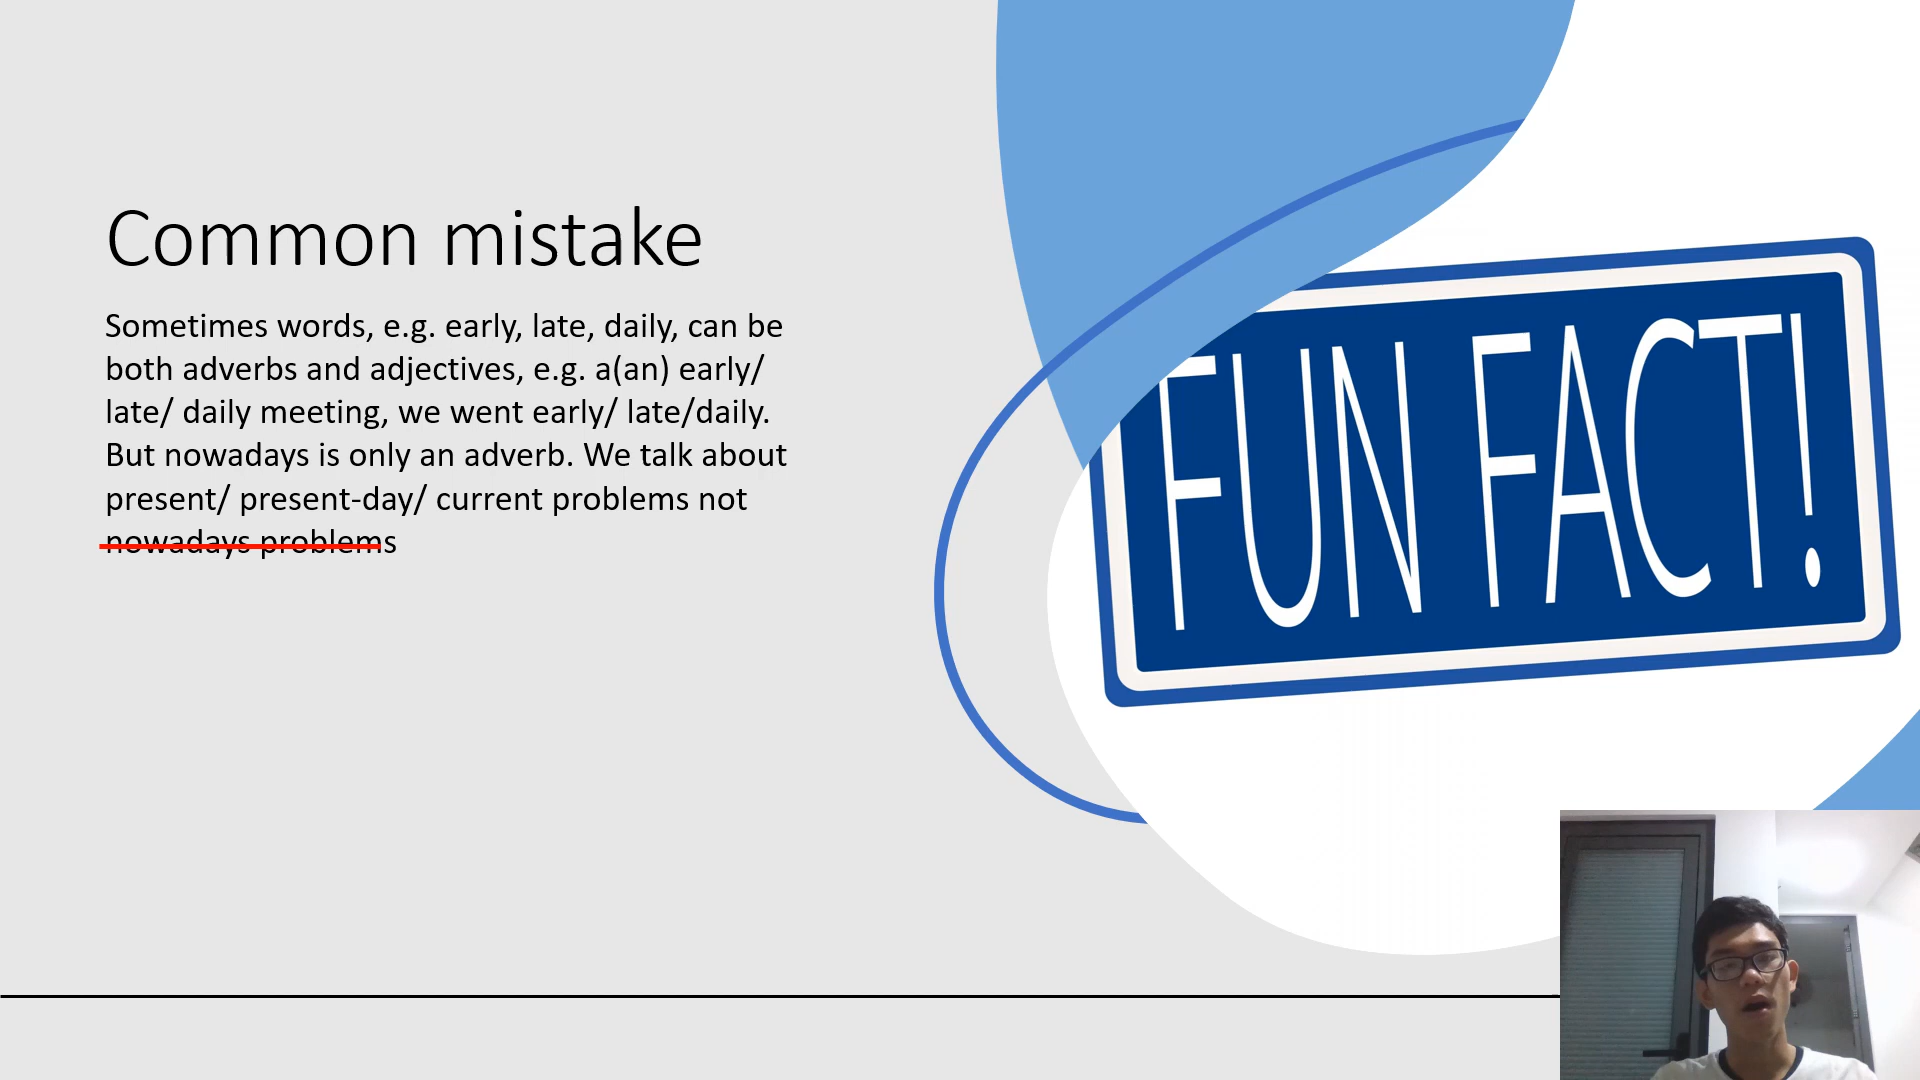 Common mistake
Sometimes words, e.g. early, late, daily, can be
both adverbs and adjectives, e.g. a(an) early/
late/ daily meeting, we went early/ late/daily.
But nowadays is only an adverb. We talk about
present/ present-day/ current problems not
nowadays problems
FUN FACT!